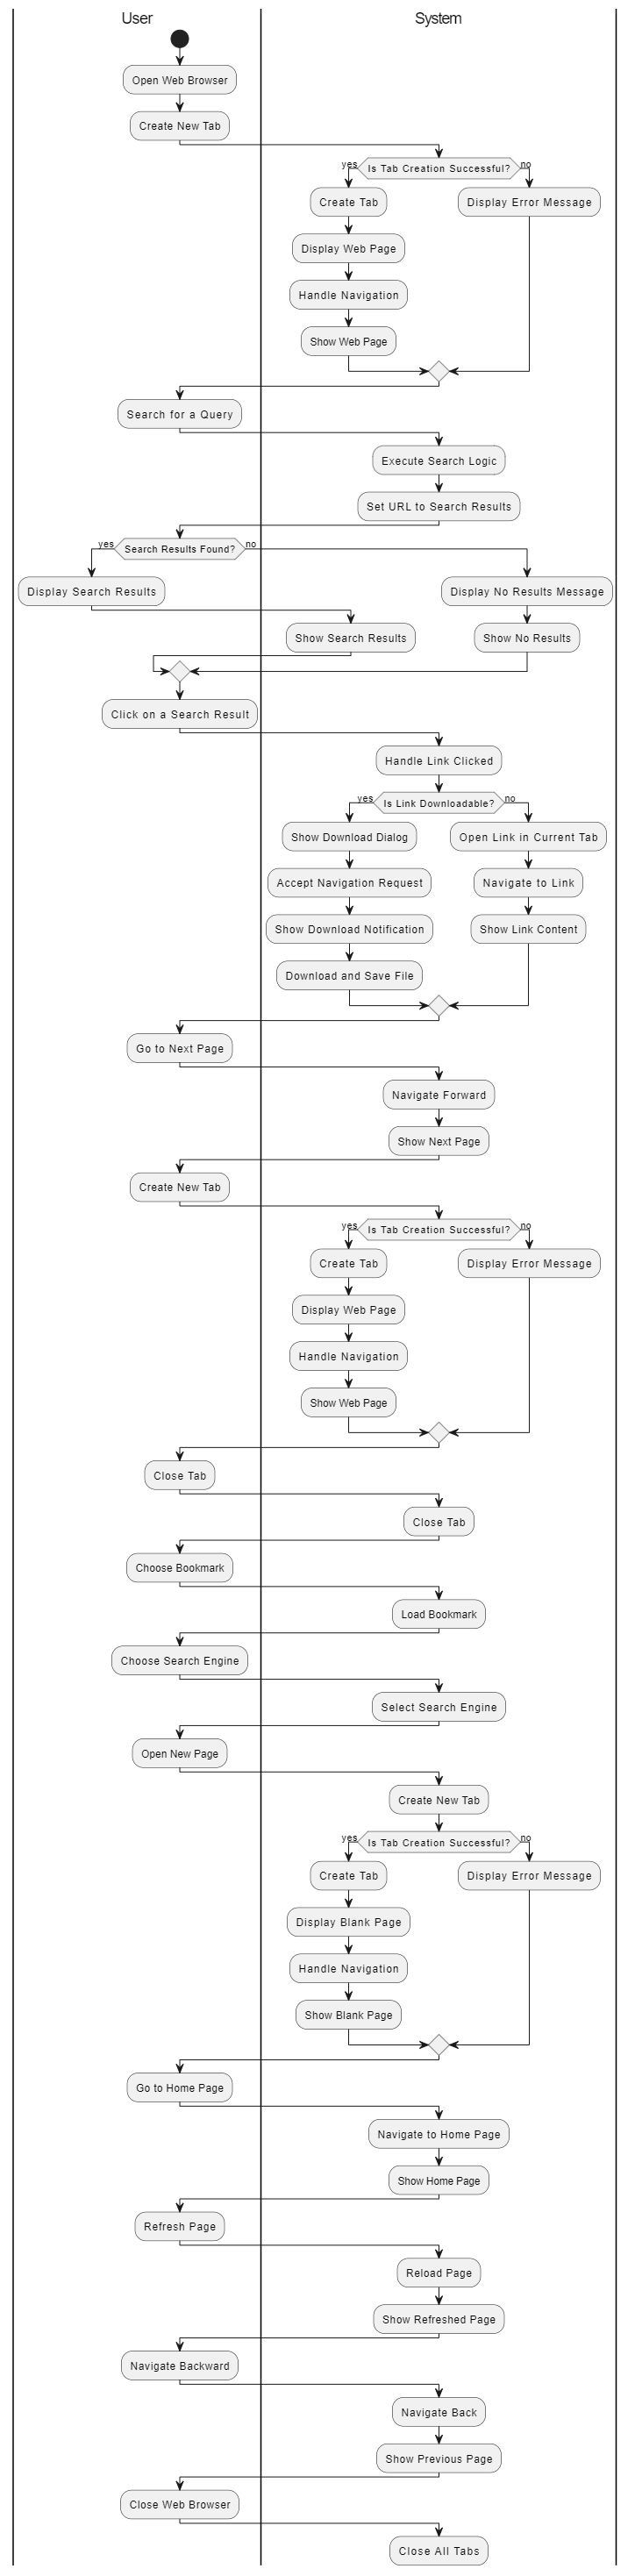 User
System
Open Web Browser
Create New Tab
yes
Is Tab Creation Successful?
no
Create Tab
Display Error Message
Display Web Page
Handle Navigation
Show Web Page
Search for a Query
Execute Search Logic
Set URL to Search Results
yes
Search Results Found?
no
Display Search Results
Display No Results Message
Show Search Results
Show No Results
Click on a Search Result
Handle Link Clicked
yes
Is Link Downloadable?
no
Show Download Dialog
Open Link in Current Tab
Accept Navigation Request
Navigate to Link
Show Download Notification
Show Link Content
Download and Save File
Go to Next Page
Navigate Forward
Show Next Page
Create New Tab
yes
Is Tab Creation Successful?
no
Create Tab
Display Error Message
Display Web Page
Handle Navigation
Show Web Page
Close Tab
Close Tab
Choose Bookmark
Load Bookmark
Choose Search Engine
Select Search Engine
Open New Page
Create New Tab
yes
Is Tab Creation Successful?
no
Create Tab
Display Error Message
Display Blank Page
Handle Navigation
Show Blank Page
Go to Home Page
Navigate to Home Page
Show Home Page
Refresh Page
Reload Page
Show Refreshed Page
Navigate Backward
Navigate Back
Show Previous Page
Close Web Browser
Close All Tabs